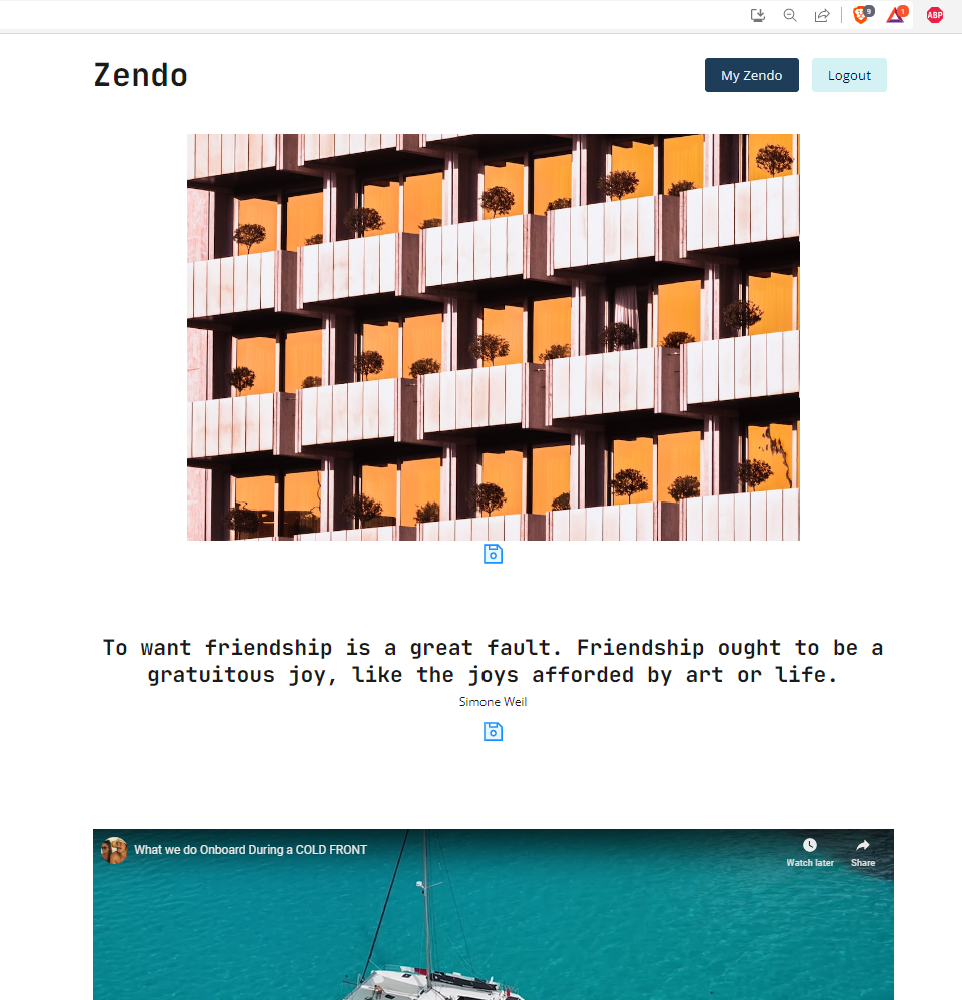 9
1
ABP
Zendo
My Zendo
Logout
To want friendship is a great fault. Friendship ought to be a
gratuitous joy, like the joys afforded by art or life.
Simone Weil
What we do Onboard During a COLD FRONT
Watch later
Share